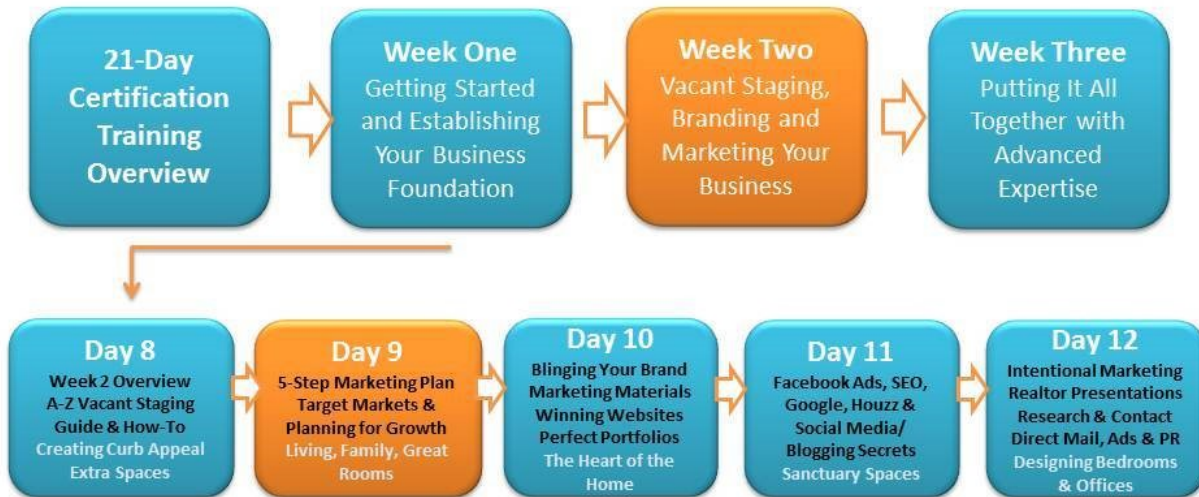 21-Day
Certification
Training
Overview
Week One
Getting Started
and Establishing
Your Business
Foundation
Week Two
Vacant Staging,
Branding and
Marketing Your
Business
Week Three
Putting It All
Together with
Advanced
Expertise
Day 8
Week 2 Overview
A-Z Vacant Staging
Guide & How-To
Creating Curb Appeal
Extra Spaces
Day 9
5-Step Marketing Plan
Target Markets &
Planning for Growth
Living, Family, Great
Rooms
Day 10
Blinging Your Brand
Marketing Materials
Winning Websites
Perfect Portfolios
The Heart of the
Home
Day 11
Facebook Ads, SEO,
Google, Houzz &
Social Media/
Blogging Secrets
Sanctuary Spaces
Day 12
Intentional Marketing
Realtor Presentations
Research & Contact
Direct Mail, Ads & PR
Designing Bedrooms
& Offices